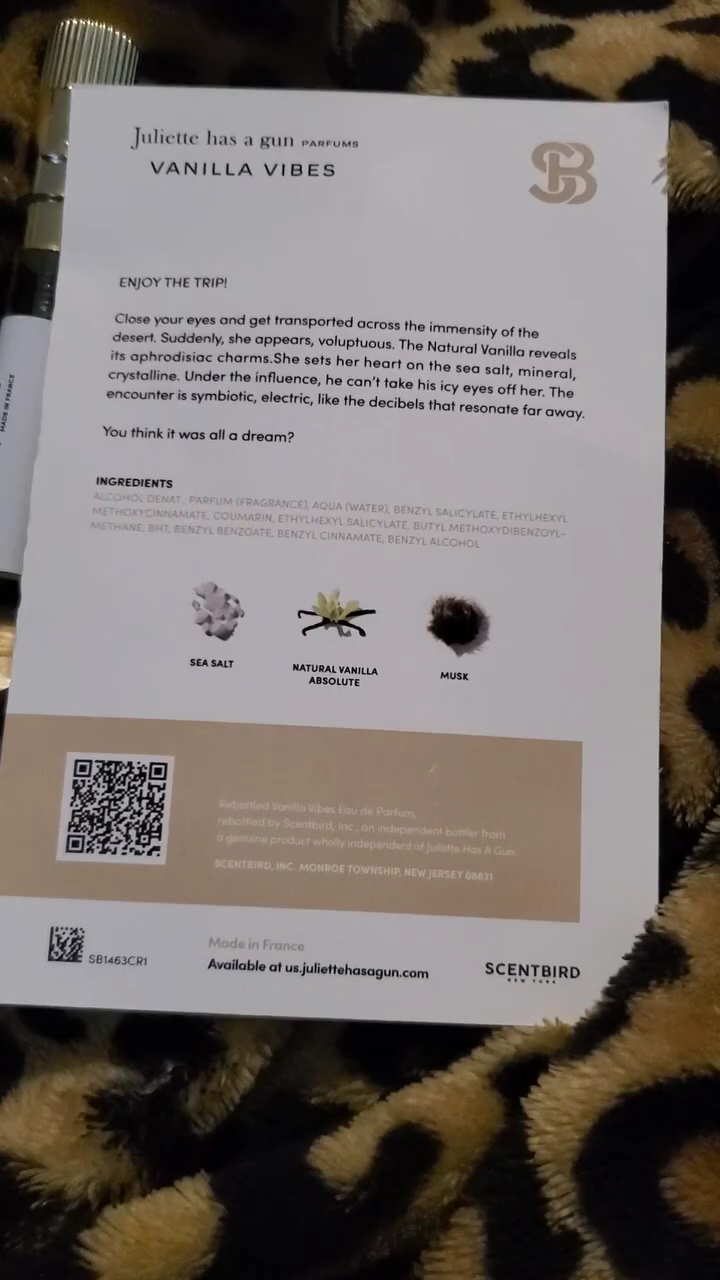 Juliette has a gun PARFUMS
VANILLA VIBES
SB
ENJOY THE TRIP!
Close your eyes and get transported across the immensity of the
desert. Suddenly, she appears, voluptuous. The Natural Vanilla reveals
its aphrodisiac charms.She sets her heart on the sea salt, mineral,
crystalline. Under the influence, he can't take his icy eyes off her. The
encounter is symbiotic, electric, like the decibels that resonate far away.
You think it was all a dream?
INGREDIENTS
ALCOHOL DENAT., PARFUM (FRAGRANCE), AQUA (WATER), BENZYL SALICYLATE, ETHYLHEXYL
METHOXYCINNAMATE, COUMARIN, ETHYLHEXYL SALICYLATE, BUTYL METHOXYDIBENZOYL-
METHANE, BHT, BENZYL BENZOATE, BENZYL CINNAMATE, BENZYL ALCOHOL
SEA SALT
NATURAL VANILLA
ABSOLUTE
MUSK
Rebottled Vanilla Vibes Eau de Parfum,
rebottled by Scentbird, Inc., an independent bottler from
a genuine product wholly independent of Juliette Has A Gun.
SCENTBIRD, INC. MONROE TOWNSHIP, NEW JERSEY 08831
SB1463CR1
Made in France
Available at us.juliettehasagun.com
SCENTBIRD
NEW YORK
MADE IN FRANCE